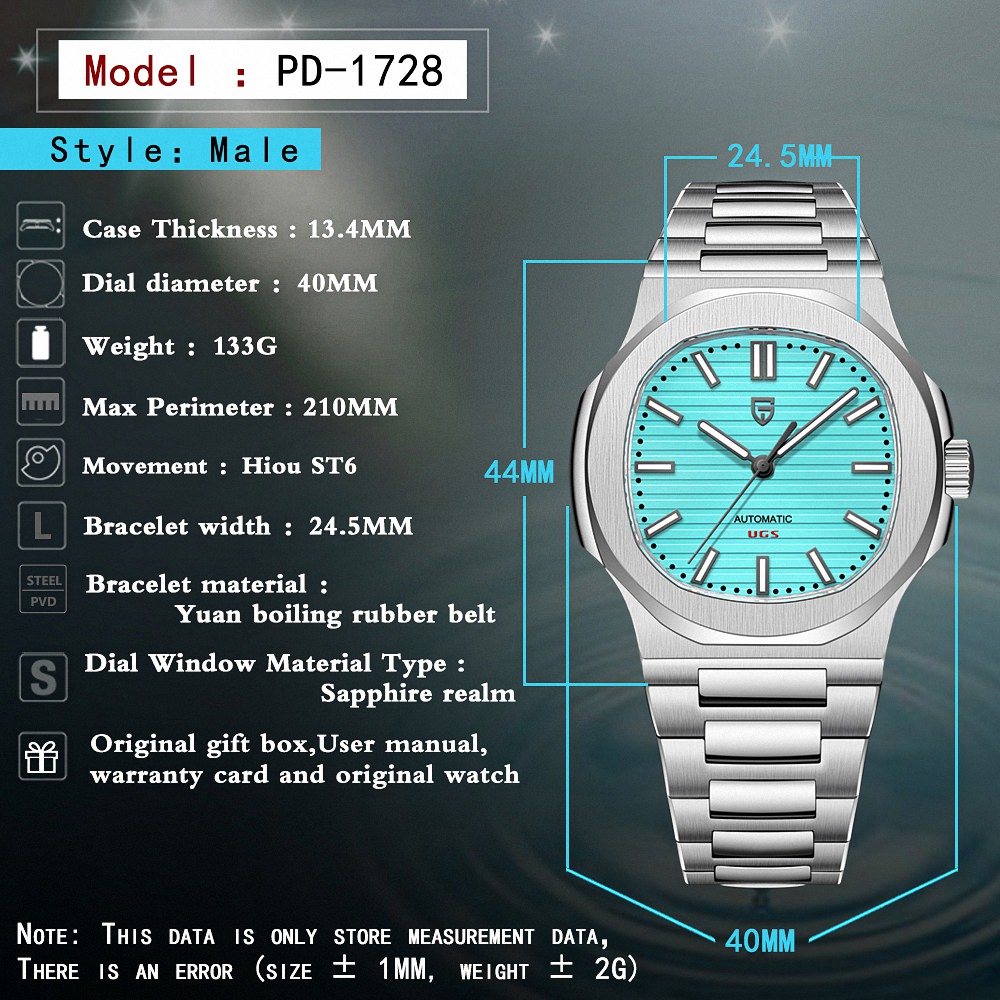 Model : PD-1728
Style: Male
24.5MM
Case Thickness : 13.4MM
Dial diameter : 40MM
Weight : 133G
Max Perimeter : 210MM
Movement : Hiou ST6
44MM
Bracelet width : 24.5MM
L
AUTOMATIC
UGS
STEEL
PVD
Bracelet material :
Yuan boiling rubber belt
S
Dial Window Material Type :
Sapphire realm
Original gift box,User manual,
warranty card and original watch
40MM
NOTE: THIS DATA IS ONLY STORE MEASUREMENT DATA,
THERE IS AN ERROR (SIZE ± 1MM, WEIGHT ± 2G)